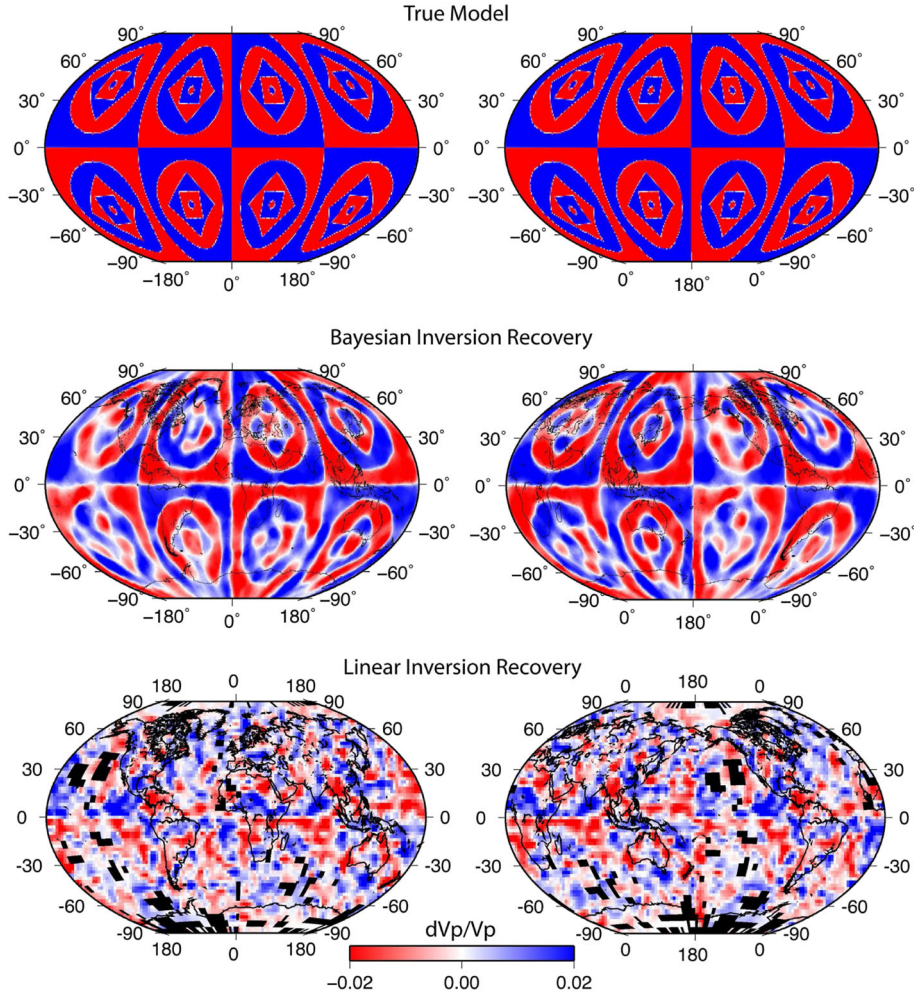 True Model
90° 90°
60° 60° 60° 60°
30° 30° 30° 30°
0° 0° 0° 0°
−30° −30° −30° −30°
−60° −60° −60° −60°
−90° −90° −90° −90°
−180° 0° 180° 0° 180° 0°
Bayesian Inversion Recovery
90° 90° 90° 90°
60° 60° 60° 60°
30° 30° 30° 30°
0° 0° 0° 0°
−30° −30° −30° −30°
−60° −60° −60° −60°
−90° −90° −90° −90°
−180° 0° 180° 0° 180° 0°
Linear Inversion Recovery
180 0 180 0 180 0
90 90 90 90
60 60 60 60
30 30 30 30
0 0 0 0
-30 -30 -30 -30
-60 -60 -60 -60
-90 -90 -90 -90
180 0 180 0 180 0
dVp/Vp
−0.02 0.00 0.02